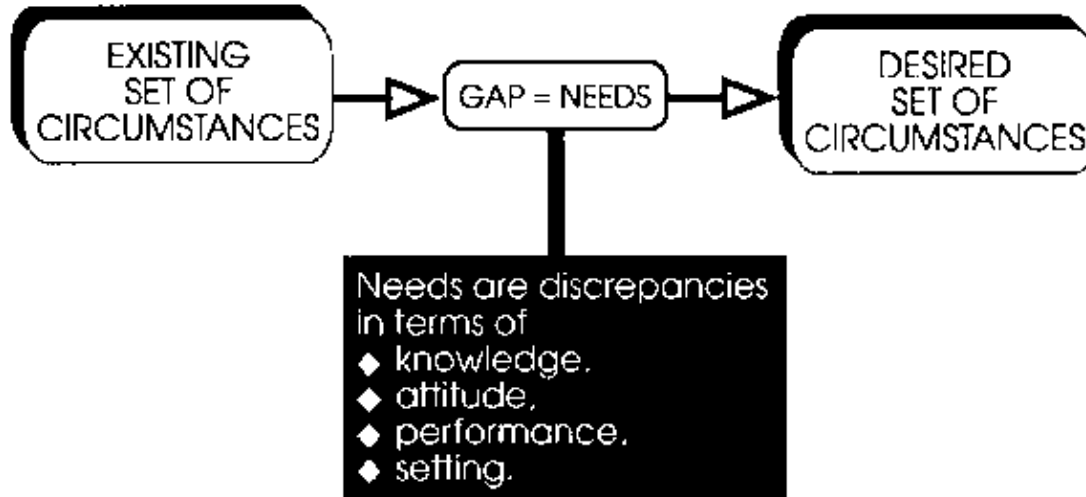 EXISTING
SET OF
CIRCUMSTANCES
GAP = NEEDS
DESIRED
SET OF
CIRCUMSTANCES
Needs are discrepancies
in terms of
◆ knowledge,
◆ attitude,
◆ performance,
◆ setting.